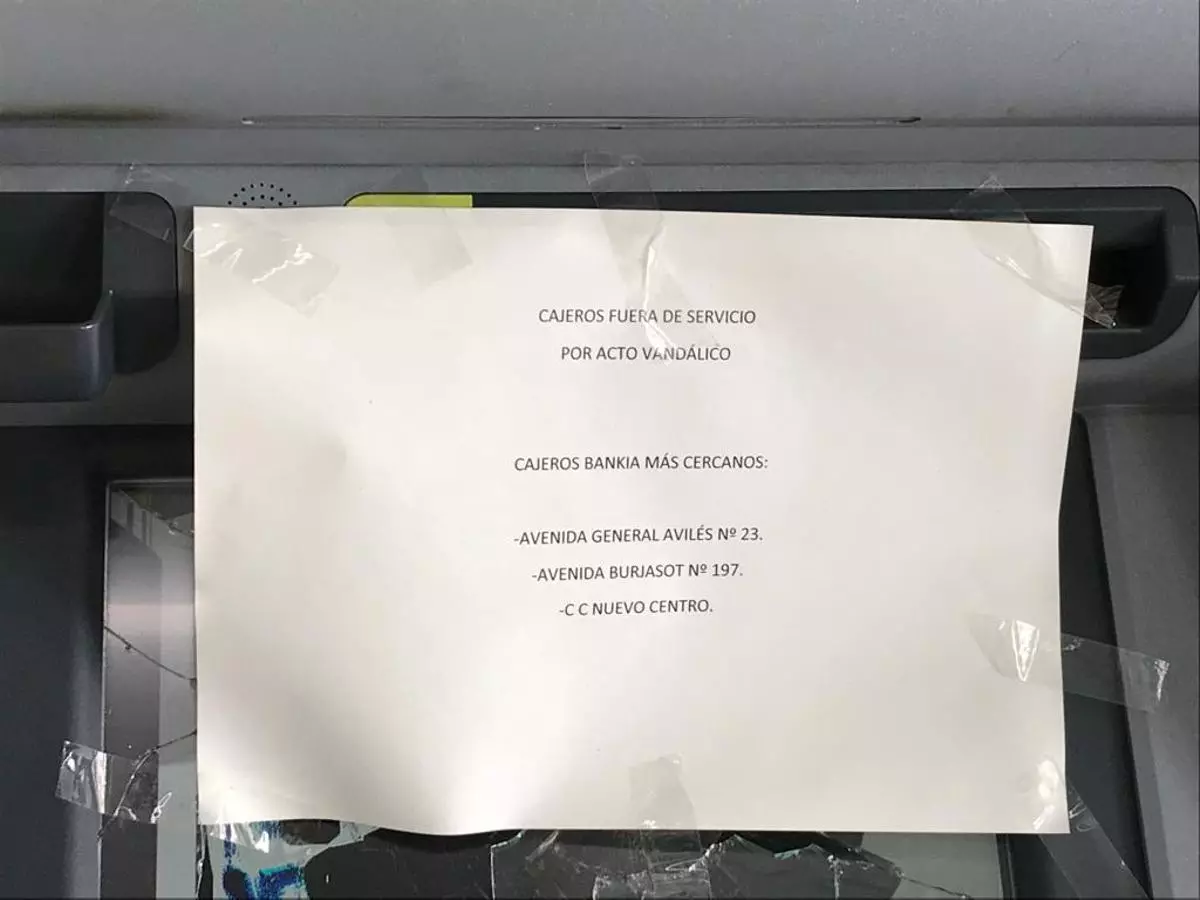 CAJEROS FUERA DE SERVICIO
POR ACTO VANDÁLICO
CAJEROS BANKIA MÁS CERCANOS:
-AVENIDA GENERAL AVILÉS Nº 23.
-AVENIDA BURJASOT Nº 197.
-C C NUEVO CENTRO.